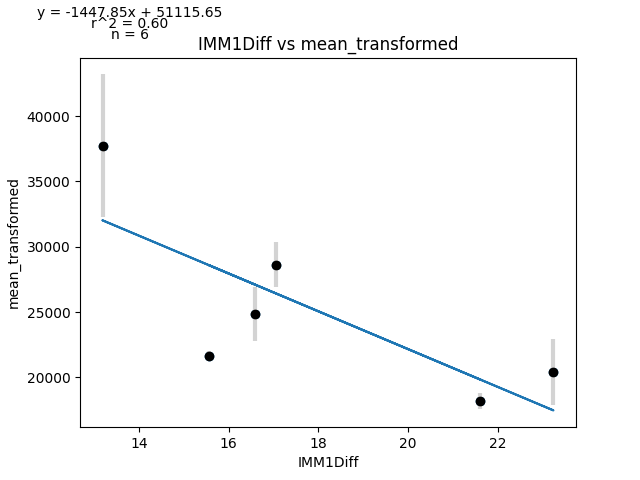 y = -1447.85x + 51115.65
r^2 = 0.60
n = 6
IMM1Diff vs mean_transformed
40000
35000
30000
25000
20000
mean_transformed
14 16 18 20 22
IMM1Diff